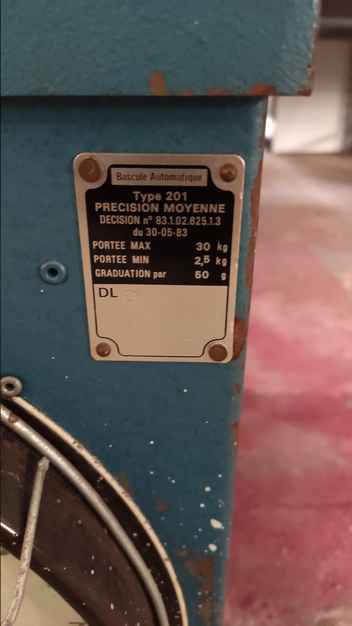 Bascule Automatique
Type 201
PRECISION MOYENNE
DECISION n° 83.1.02.625.1.3
du 30-05-83
PORTEE MAX 30 kg
PORTEE MIN 2,5 kg
GRADUATION par 50 g
DL